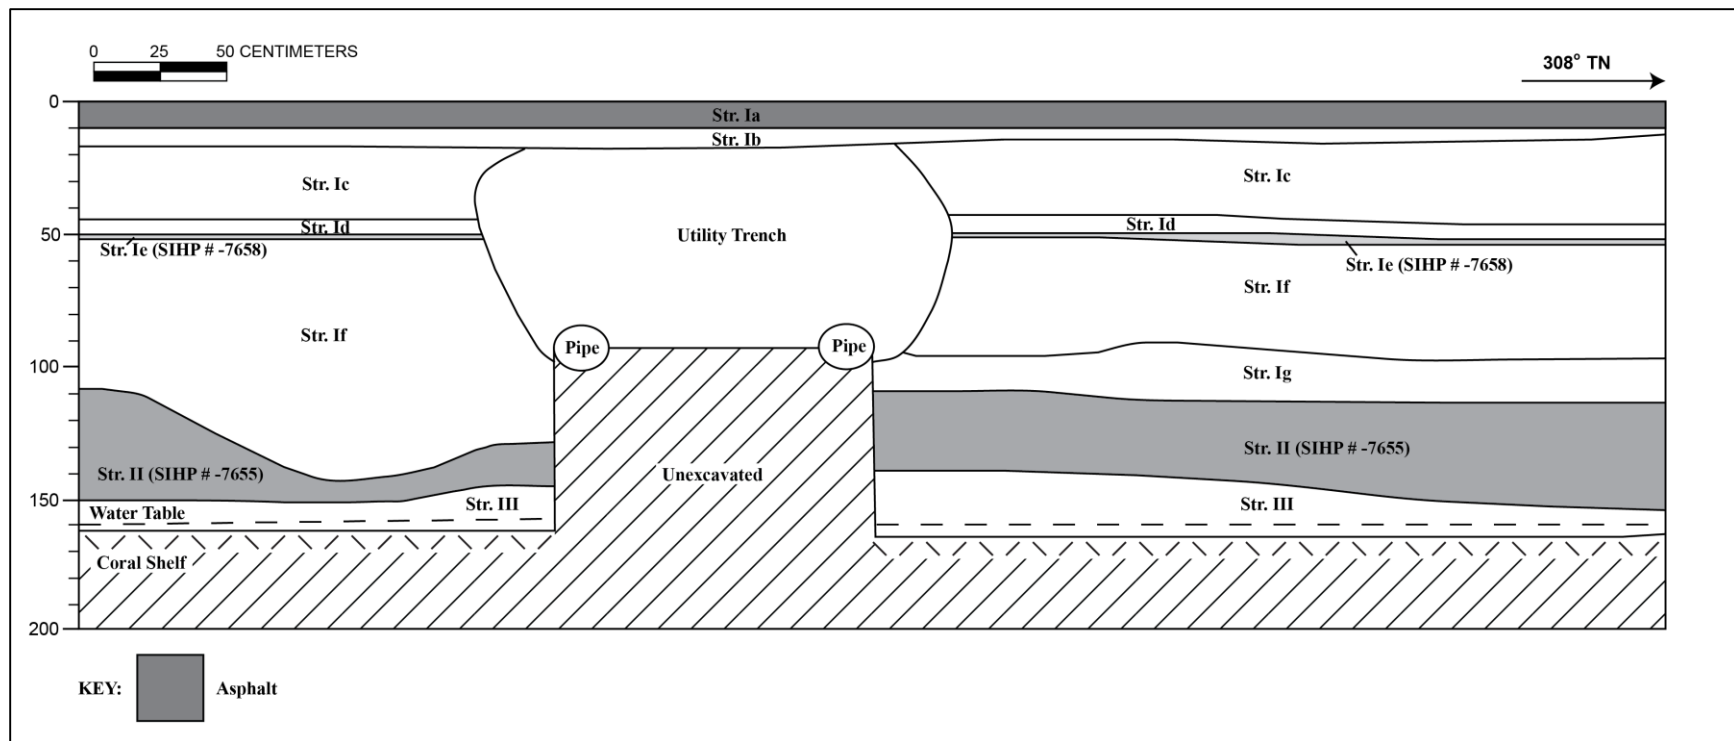 0 25 50 CENTIMETERS
308° TN
0
Str. Ia
Str. Ib
Str. Ic
Str. Ic
Str. Id
Str. Id
50
Utility Trench
Str. Ie (SIHP # -7658)
Str. Ie (SIHP # -7658)
Str. If
Str. If
Pipe
Pipe
100
Str. Ig
Str. II (SIHP # -7655)
Unexcavated
Str. II (SIHP # -7655)
150
Str. III
Str. III
Water Table
Coral Shelf
200
KEY: Asphalt